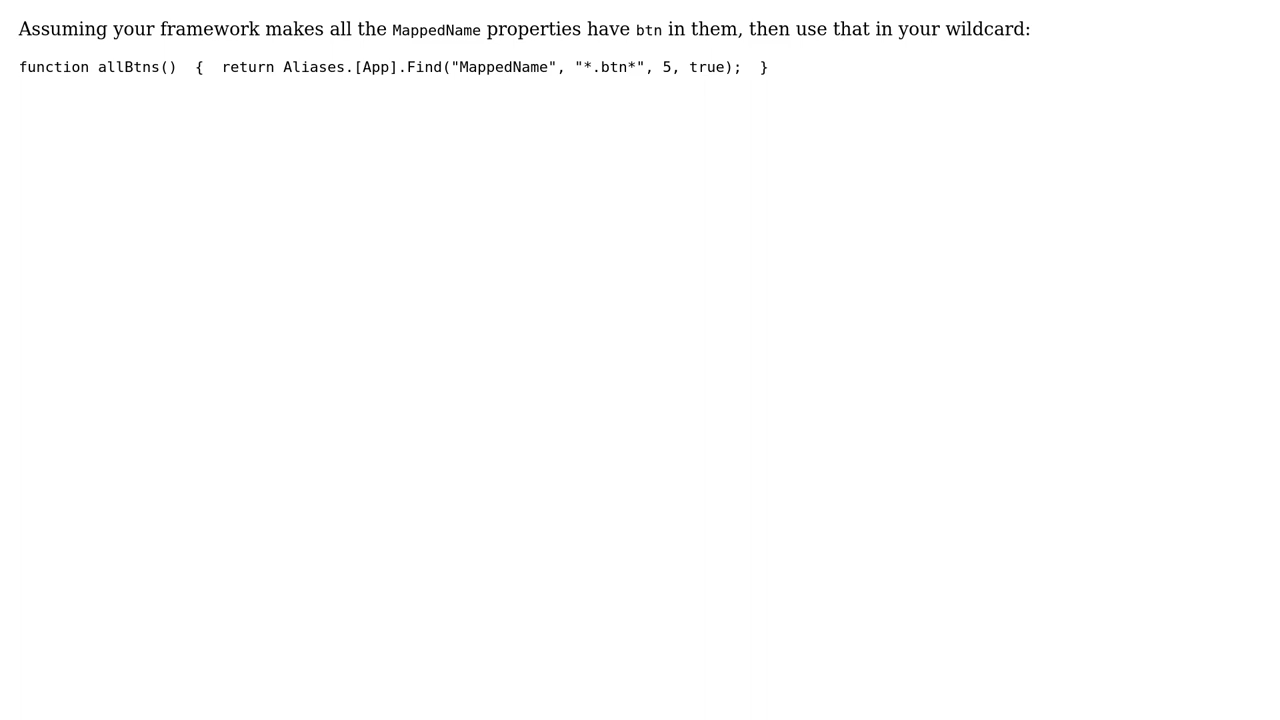 Assuming your framework makes all the MappedName properties have btn in them, then use that in your wildcard:
function allBtns()  {  return Aliases.[App].Find("MappedName", "*.btn*", 5, true);  }